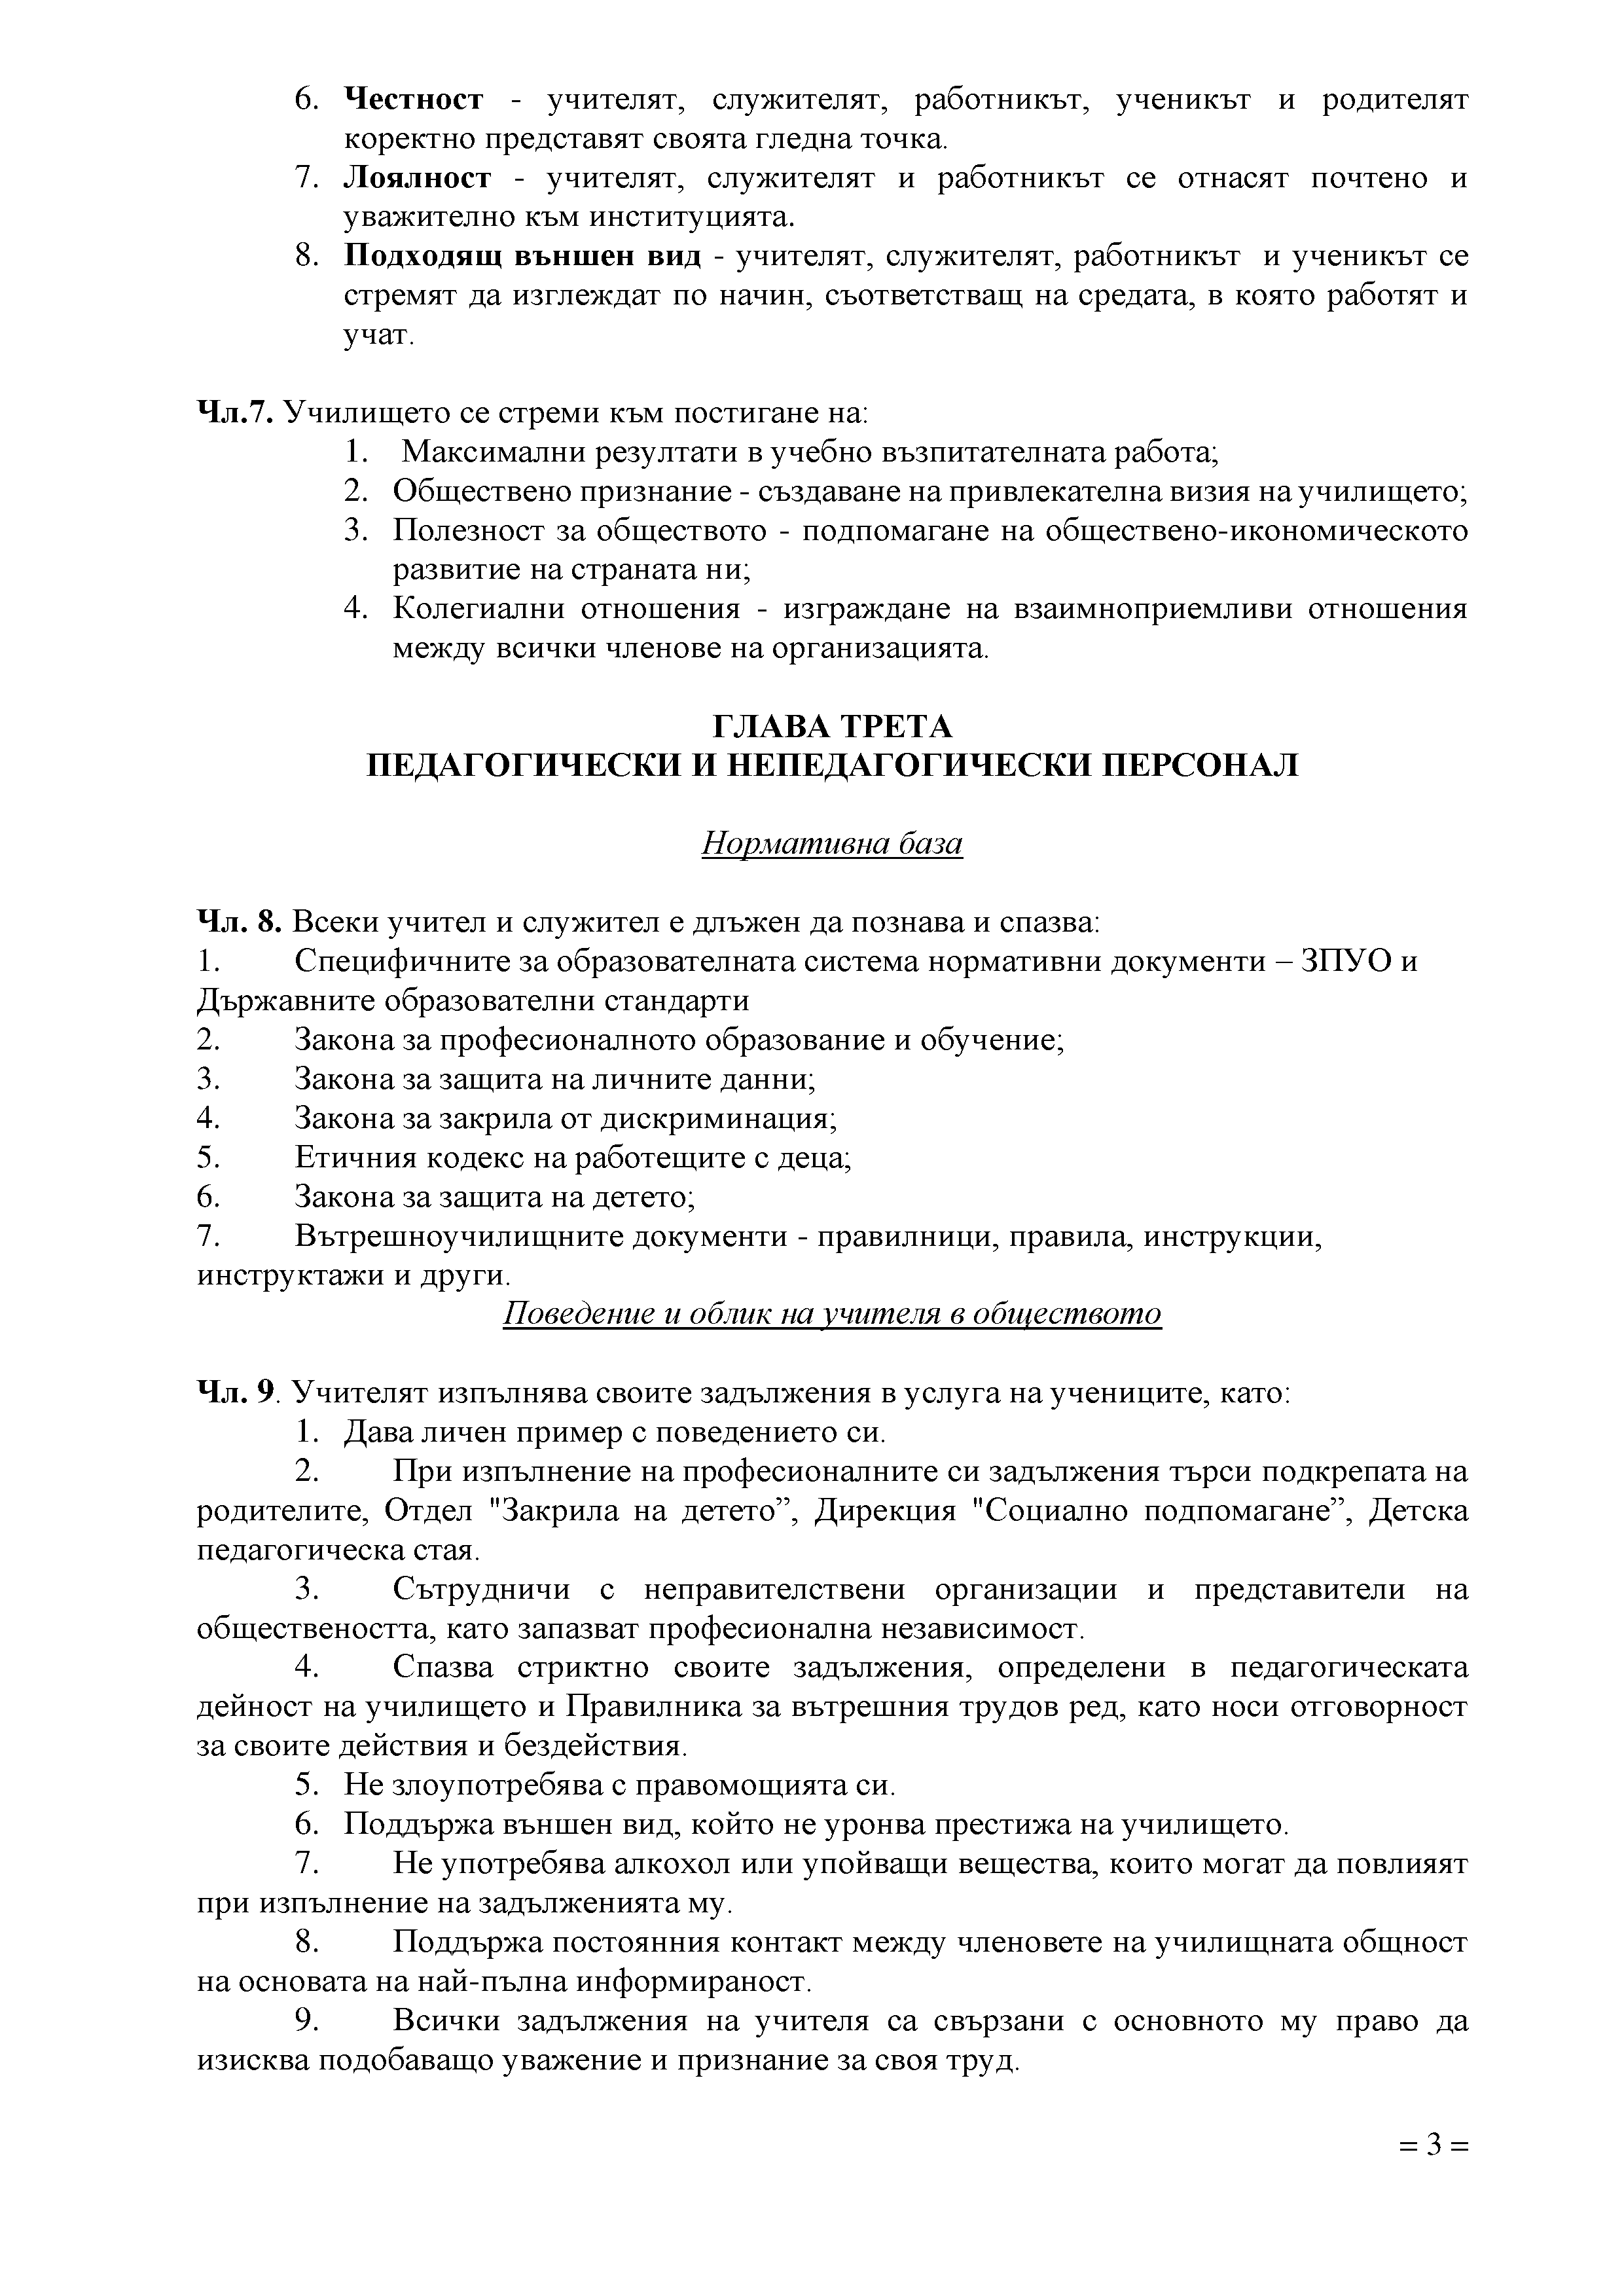 6. Честност - учителят, служителят, работникът, ученикът и родителят
коректно представят своята гледна точка.
7. Лоялност - учителят, служителят и работникът се отнасят почтено и
уважително към институцията.
8. Подходящ външен вид - учителят, служителят, работникът и ученикът се
стремят да изглеждат по начин, съответстващ на средата, в която работят и
учат.
Чл.7. Училището се стреми към постигане на:
1. Максимални резултати в учебно възпитателната работа;
2. Обществено признание - създаване на привлекателна визия на училището;
3. Полезност за обществото - подпомагане на обществено-икономическото
развитие на страната ни;
4. Колегиални отношения - изграждане на взаимноприемливи отношения
между всички членове на организацията.
ГЛАВА ТРЕТА
ПЕДАГОГИЧЕСКИ И НЕПЕДАГОГИЧЕСКИ ПЕРСОНАЛ
Нормативна база
Чл. 8. Всеки учител и служител е длъжен да познава и спазва:
1. Специфичните за образователната система нормативни документи – ЗПУО и
Държавните образователни стандарти
2. Закона за професионалното образование и обучение;
3. Закона за защита на личните данни;
4. Закона за закрила от дискриминация;
5. Етичния кодекс на работещите с деца;
6. Закона за защита на детето;
7. Вътрешноучилищните документи - правилници, правила, инструкции,
инструктажи и други.
Поведение и облик на учителя в обществото
Чл. 9. Учителят изпълнява своите задължения в услуга на учениците, като:
1. Дава личен пример с поведението си.
2. При изпълнение на професионалните си задължения търси подкрепата на
родителите, Отдел "Закрила на детето”, Дирекция "Социално подпомагане”, Детска
педагогическа стая.
3. Сътрудничи с неправителствени организации и представители на
обществеността, като запазват професионална независимост.
4. Спазва стриктно своите задължения, определени в педагогическата
дейност на училището и Правилника за вътрешния трудов ред, като носи отговорност
за своите действия и бездействия.
5. Не злоупотребява с правомощията си.
6. Поддържа външен вид, който не уронва престижа на училището.
7. Не употребява алкохол или упойващи вещества, които могат да повлияят
при изпълнение на задълженията му.
8. Поддържа постоянния контакт между членовете на училищната общност
на основата на най-пълна информираност.
9. Всички задължения на учителя са свързани с основното му право да
изисква подобаващо уважение и признание за своя труд.
= 3 =